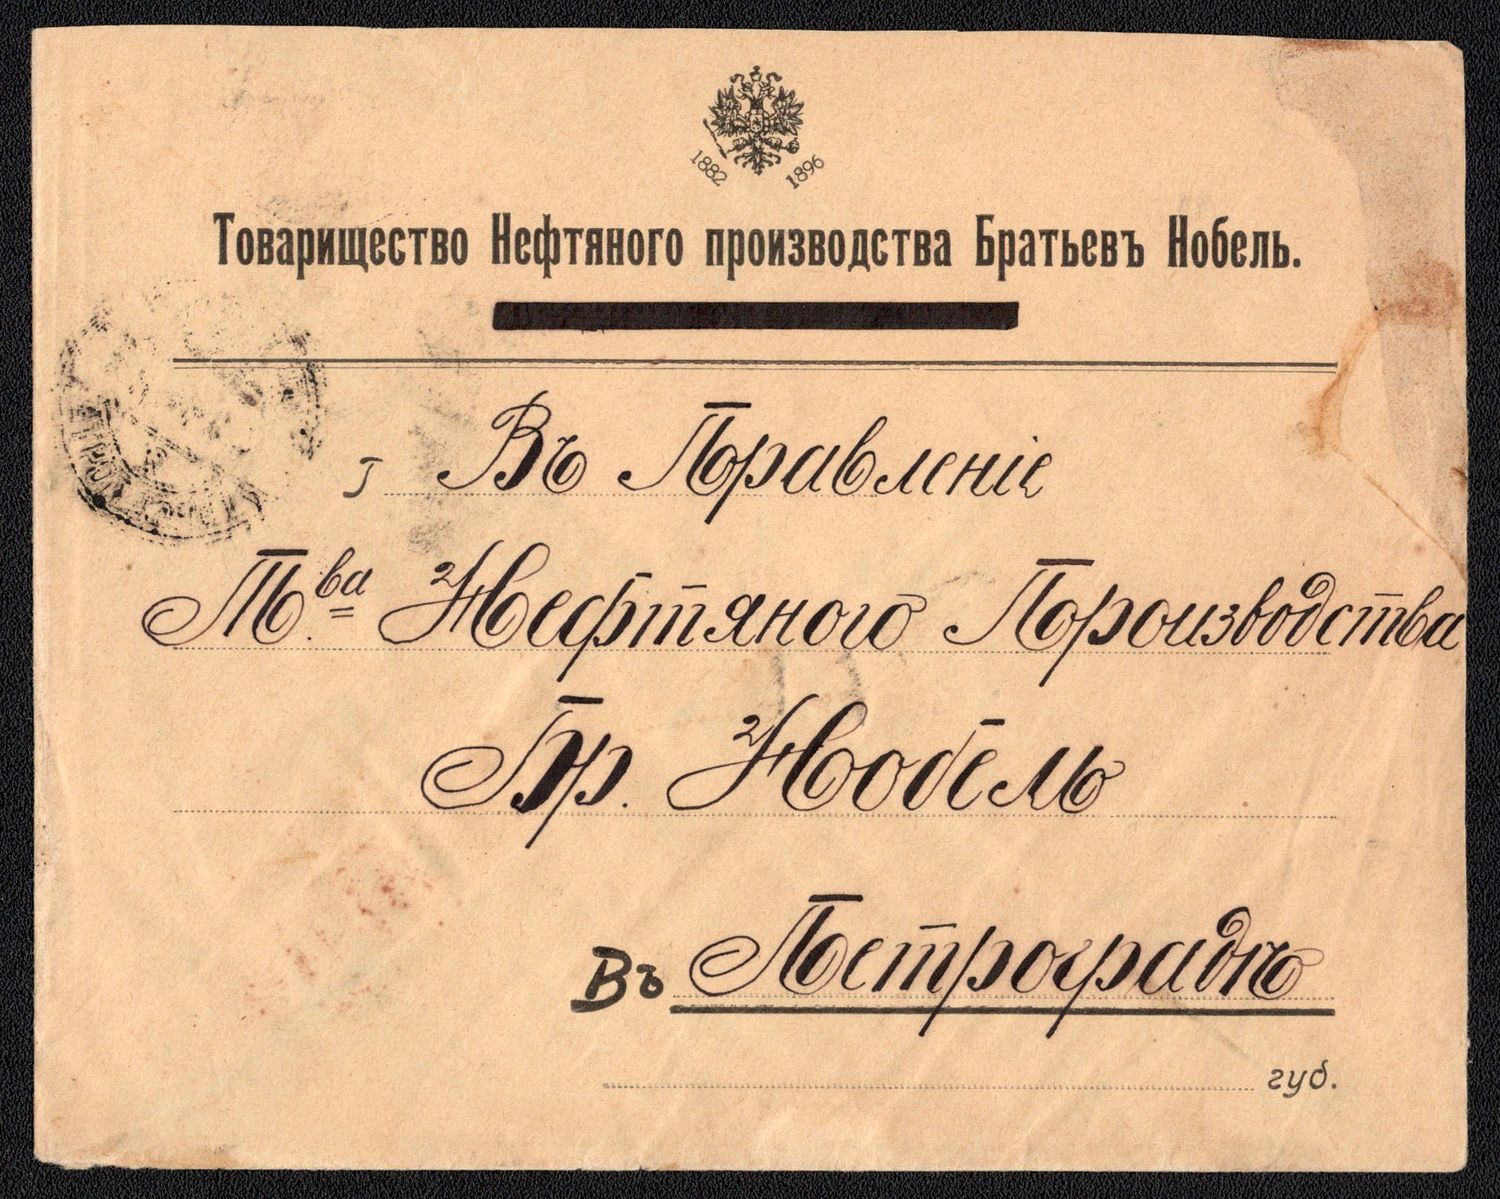 1882 1896
Товарищество Нефтяного производства Братьевъ Нобель.
Въ Правленіе
Т.ва Нефтяного Производства
Бр. Нобель
Въ Петроградѣ
губ.